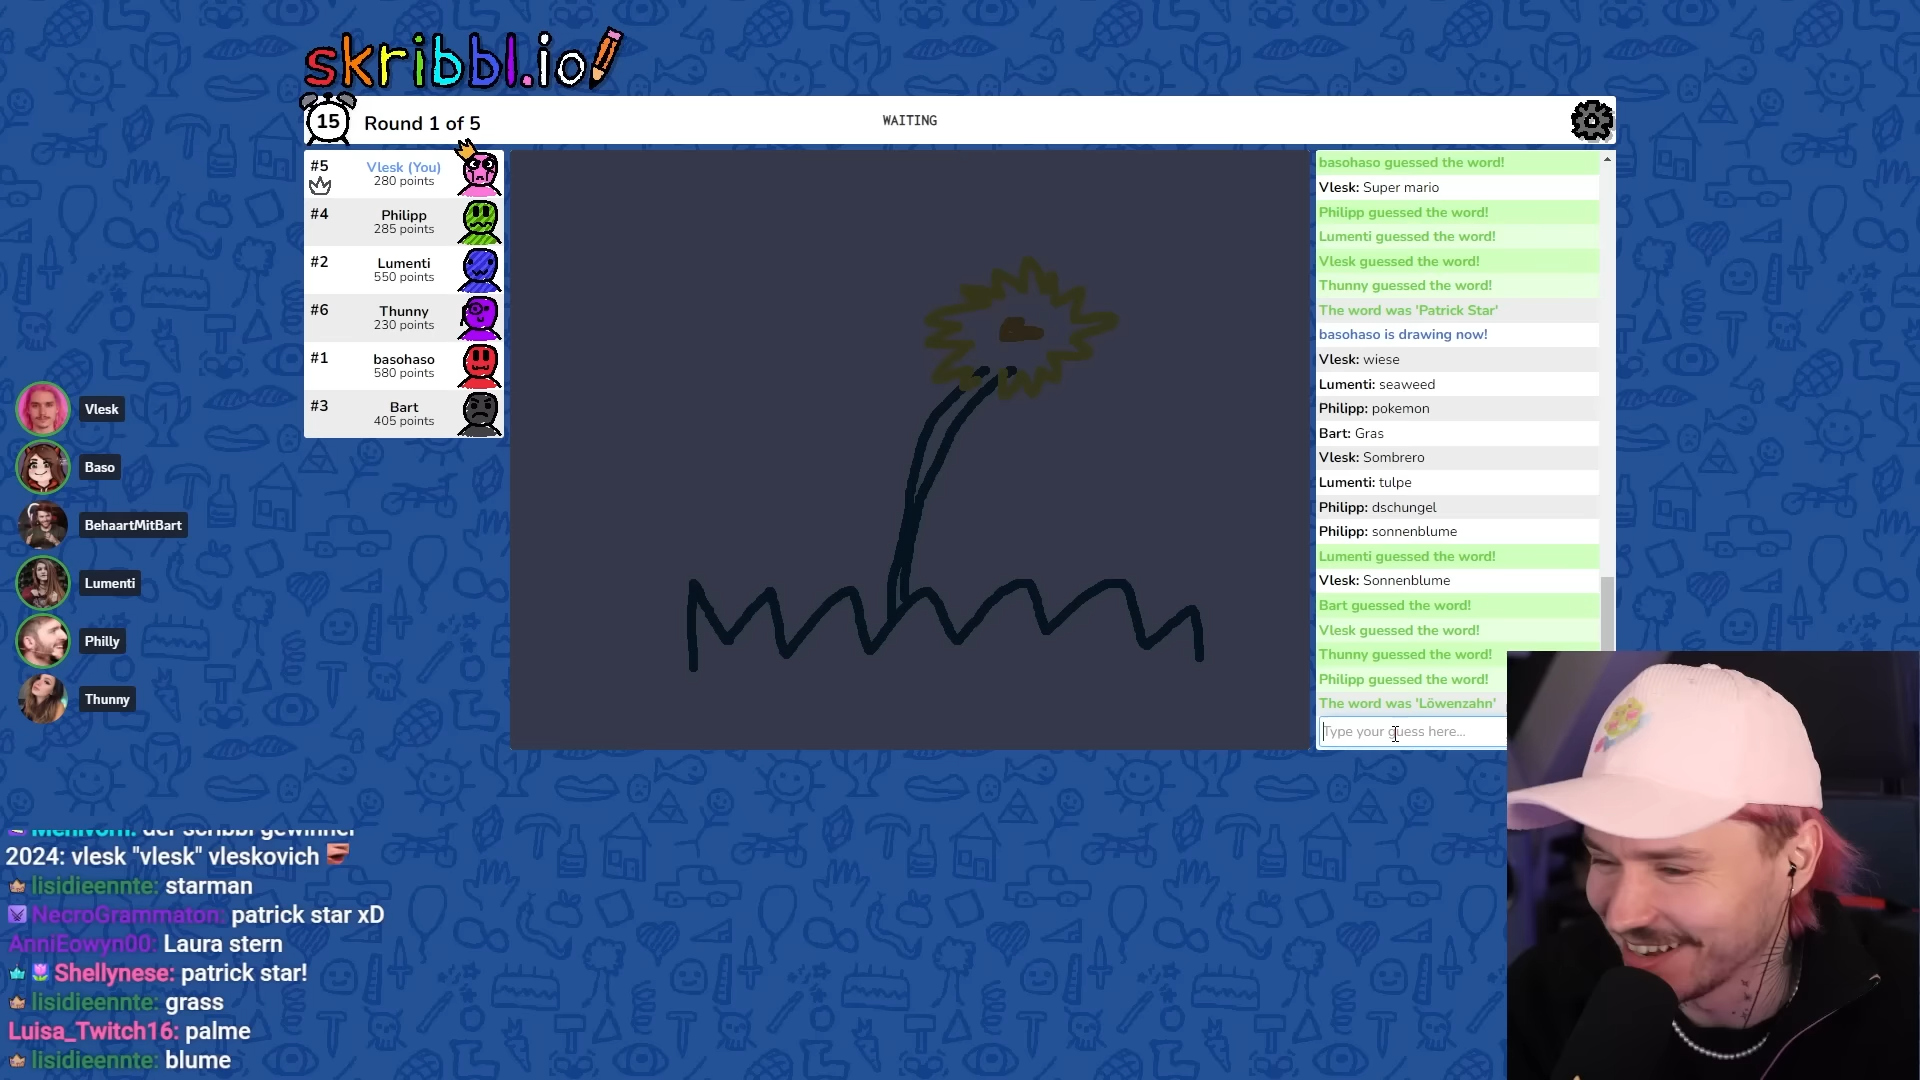 skribbl.io
15
Round 1 of 5
WAITING
#5
Vlesk (You)
280 points
#4
Philipp
285 points
#2
Lumenti
550 points
#6
Thunny
230 points
#1
basohaso
580 points
#3
Bart
405 points
basohaso guessed the word!
Vlesk: Super mario
Philipp guessed the word!
Lumenti guessed the word!
Vlesk guessed the word!
Thunny guessed the word!
The word was 'Patrick Star'
basohaso is drawing now!
Vlesk: wiese
Lumenti: seaweed
Philipp: pokemon
Bart: Gras
Vlesk: Sombrero
Lumenti: tulpe
Philipp: dschungel
Philipp: sonnenblume
Lumenti guessed the word!
Vlesk: Sonnenblume
Bart guessed the word!
Vlesk guessed the word!
Thunny guessed the word!
Philipp guessed the word!
The word was 'Löwenzahn'
Type your guess here...
Vlesk
Baso
BehaartMitBart
Lumenti
Philly
Thunny
der scribbl gewinner
2024: vlesk "vlesk" vleskovich
lisidieennte: starman
NecroGrammaton: patrick star xD
AnniEowyn00: Laura stern
Shellynese: patrick star!
lisidieennte: grass
Luisa_Twitch16: palme
lisidieennte: blume